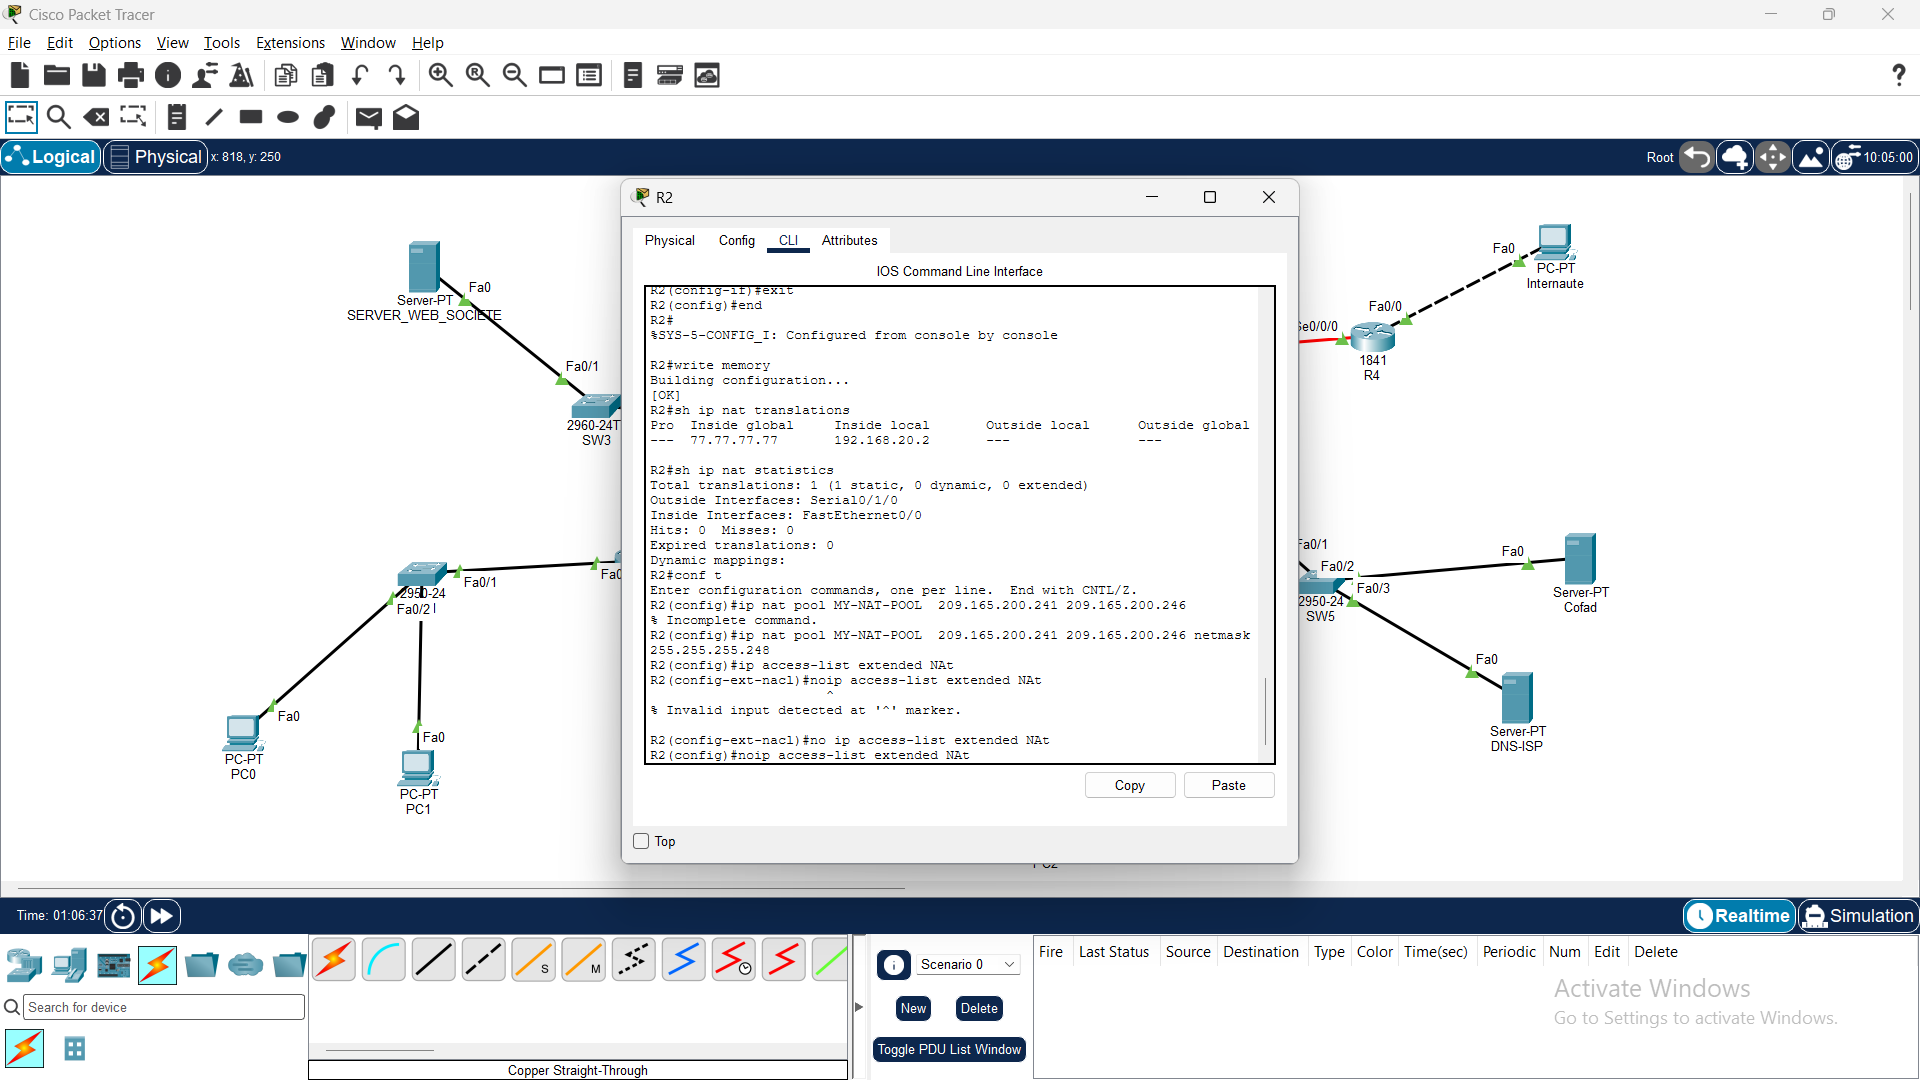 Cisco Packet Tracer
File Edit Options View Tools Extensions Window Help
Logical Physical x: 818, y: 250 Root 10:05:00
R2
Physical Config CLI Attributes
IOS Command Line Interface
R2(config-if)#exit
R2(config)#end
R2#
%SYS-5-CONFIG_I: Configured from console by console
R2#write memory
Building configuration...
[OK]
R2#sh ip nat translations
Pro Inside global Inside local Outside local Outside global
--- 77.77.77.77 192.168.20.2 --- ---
R2#sh ip nat statistics
Total translations: 1 (1 static, 0 dynamic, 0 extended)
Outside Interfaces: Serial0/1/0
Inside Interfaces: FastEthernet0/0
Hits: 0 Misses: 0
Expired translations: 0
Dynamic mappings:
R2#conf t
Enter configuration commands, one per line. End with CNTL/Z.
R2(config)#ip nat pool MY-NAT-POOL 209.165.200.241 209.165.200.246
% Incomplete command.
R2(config)#ip nat pool MY-NAT-POOL 209.165.200.241 209.165.200.246 netmask
255.255.255.248
R2(config)#ip access-list extended NAt
R2(config-ext-nacl)#noip access-list extended NAt
^
% Invalid input detected at '^' marker.
R2(config-ext-nacl)#no ip access-list extended NAt
R2(config)#noip access-list extended NAt
Copy Paste
Top
Fa0
Server-PT
SERVER_WEB_SOCIETE
Fa0/1
2960-24T
SW3
Fa0/1
2950-24
Fa0/2
Fa0
PC-PT
PC0
Fa0
PC-PT
PC1
Fa0
PC-PT
Internaute
Fa0/0
Se0/0/0
1841
R4
Fa0/1
Fa0/2
Fa0/3
2950-24
SW5
Fa0
Server-PT
Cofad
Fa0
Server-PT
DNS-ISP
Time: 01:06:37 Realtime Simulation
Search for device
S
M
Copper Straight-Through
Scenario 0
New Delete
Toggle PDU List Window
Fire Last Status Source Destination Type Color Time(sec) Periodic Num Edit Delete
Activate Windows
Go to Settings to activate Windows.